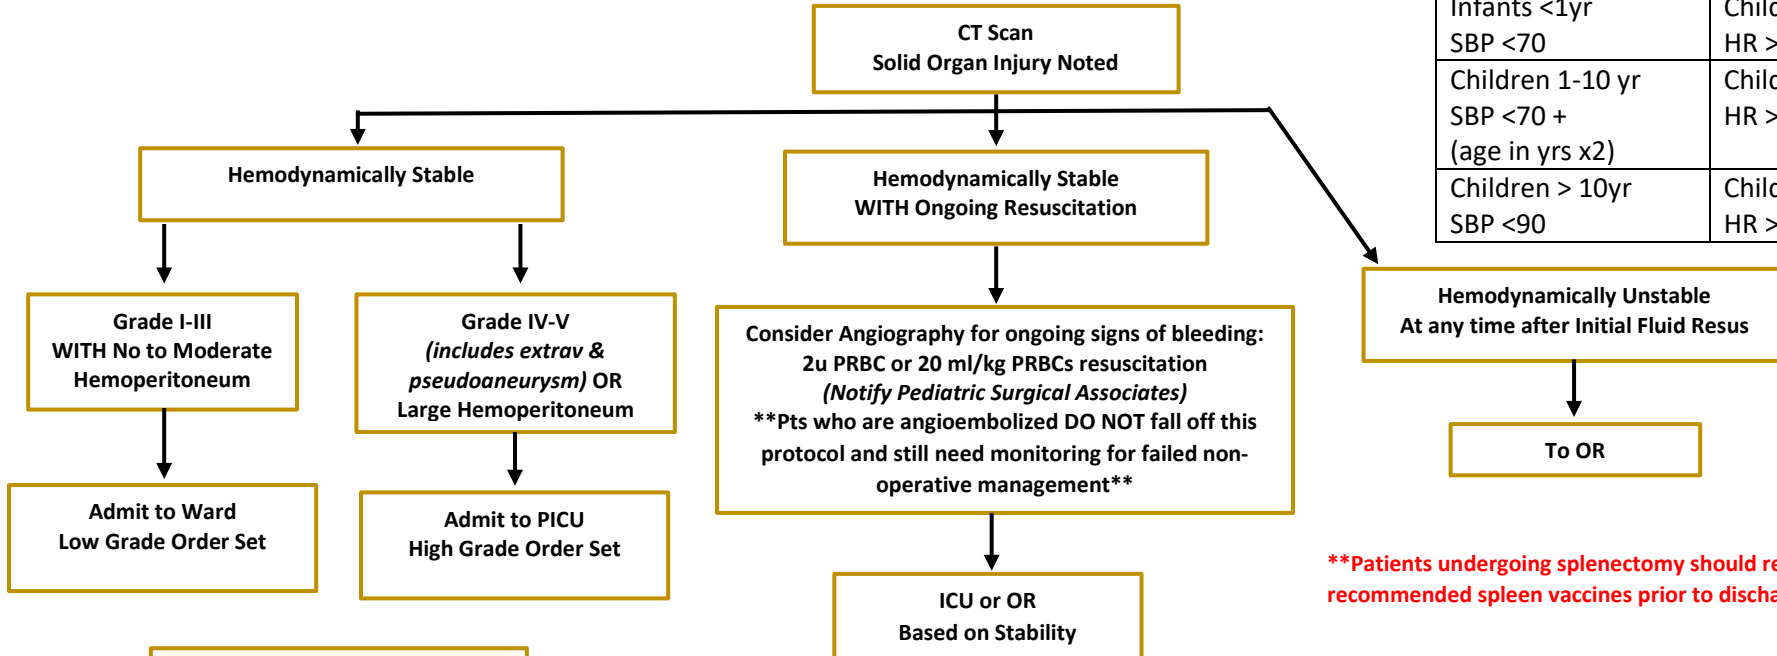 CT Scan
Solid Organ Injury Noted
Infants <1yr
SBP <70
HR >
Children 1-10 yr
SBP <70 +
(age in yrs x2)
HR >
Children > 10yr
SBP <90
HR >
Hemodynamically Stable
Hemodynamically Stable
WITH Ongoing Resuscitation
Hemodynamically Unstable
At any time after Initial Fluid Resus
Grade I-III
WITH No to Moderate
Hemoperitoneum
Grade IV-V
(includes extrav &
pseudoaneurysm) OR
Large Hemoperitoneum
Consider Angiography for ongoing signs of bleeding:
2u PRBC or 20 ml/kg PRBCs resuscitation
(Notify Pediatric Surgical Associates)
**Pts who are angioembolized DO NOT fall off this
protocol and still need monitoring for failed non-
operative management**
To OR
Admit to Ward
Low Grade Order Set
Admit to PICU
High Grade Order Set
ICU or OR
Based on Stability
**Patients undergoing splenectomy should
recommended spleen vaccines prior to